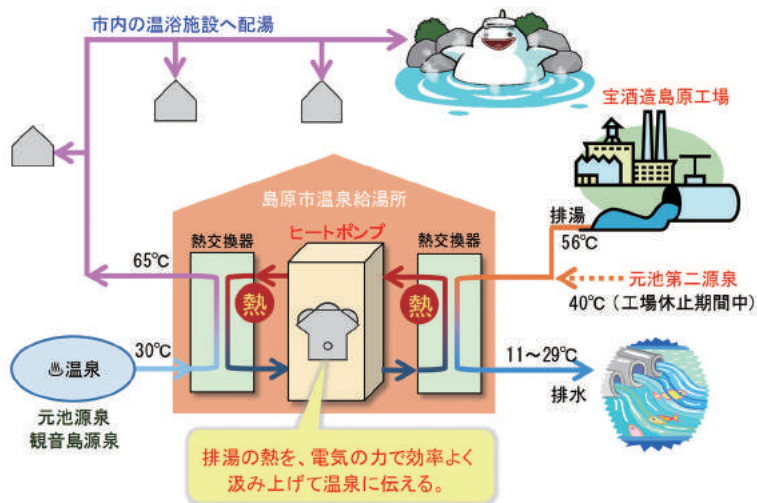 市内の温浴施設へ配湯
宝酒造島原工場
島原市温泉給湯所
排湯
56℃
熱交換器
ヒートポンプ
熱交換器
65℃
熱
熱
元池第二源泉
40℃（工場休止期間中）
30℃
11～29℃
♨温泉
排水
元池源泉
観音島源泉
排湯の熱を、電気の力で効率よく
汲み上げて温泉に伝える。